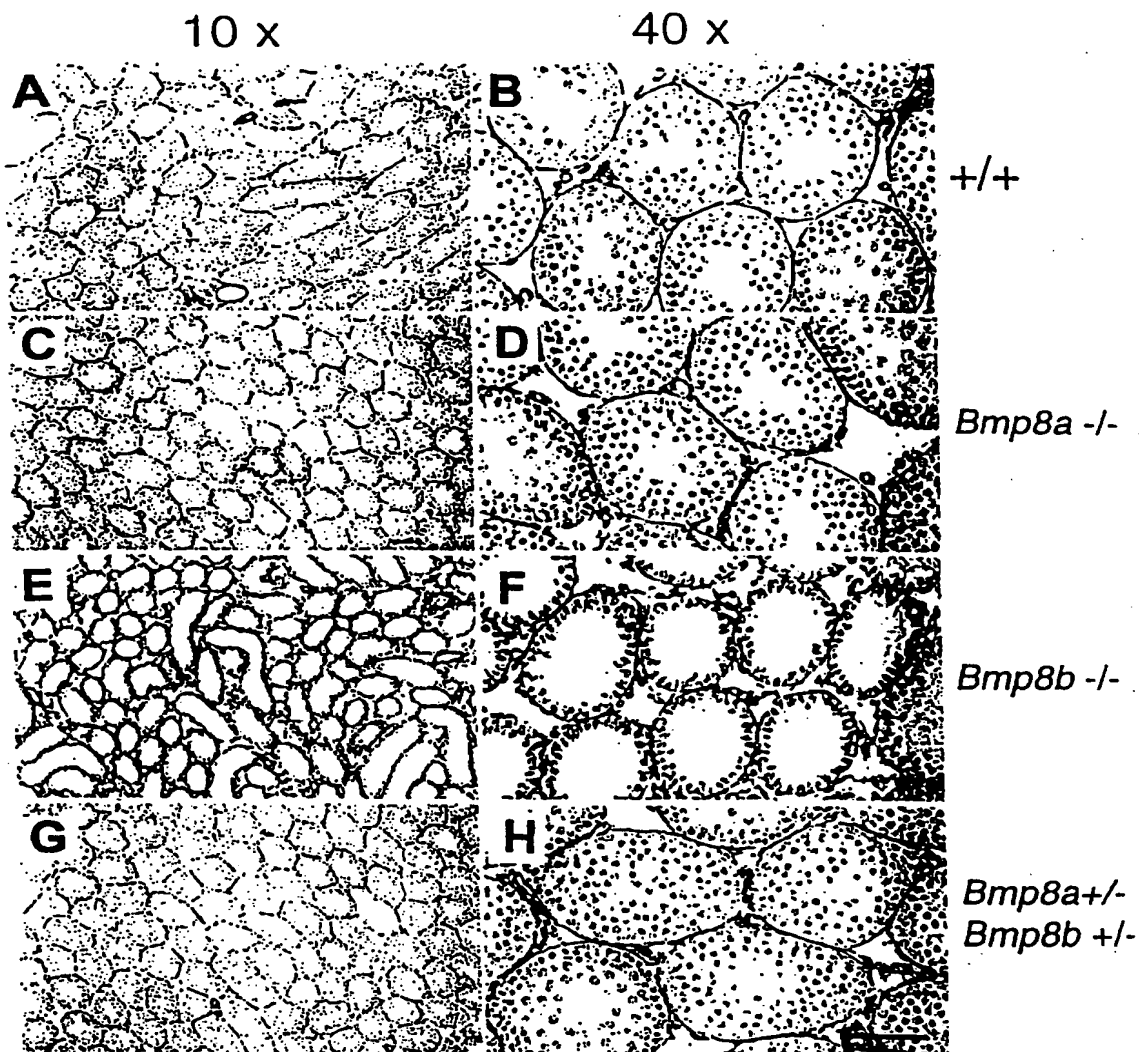 10 x
40 x
A
B
+/+
C
D
Bmp8a -/-
E
F
Bmp8b -/-
G
H
Bmp8a+/-
Bmp8b +/-